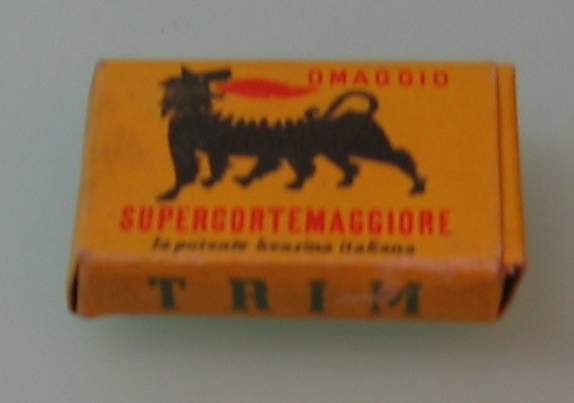 OMAGGIO
SUPERCORTEMAGGIORE
la potente benzina italiana
TRIM